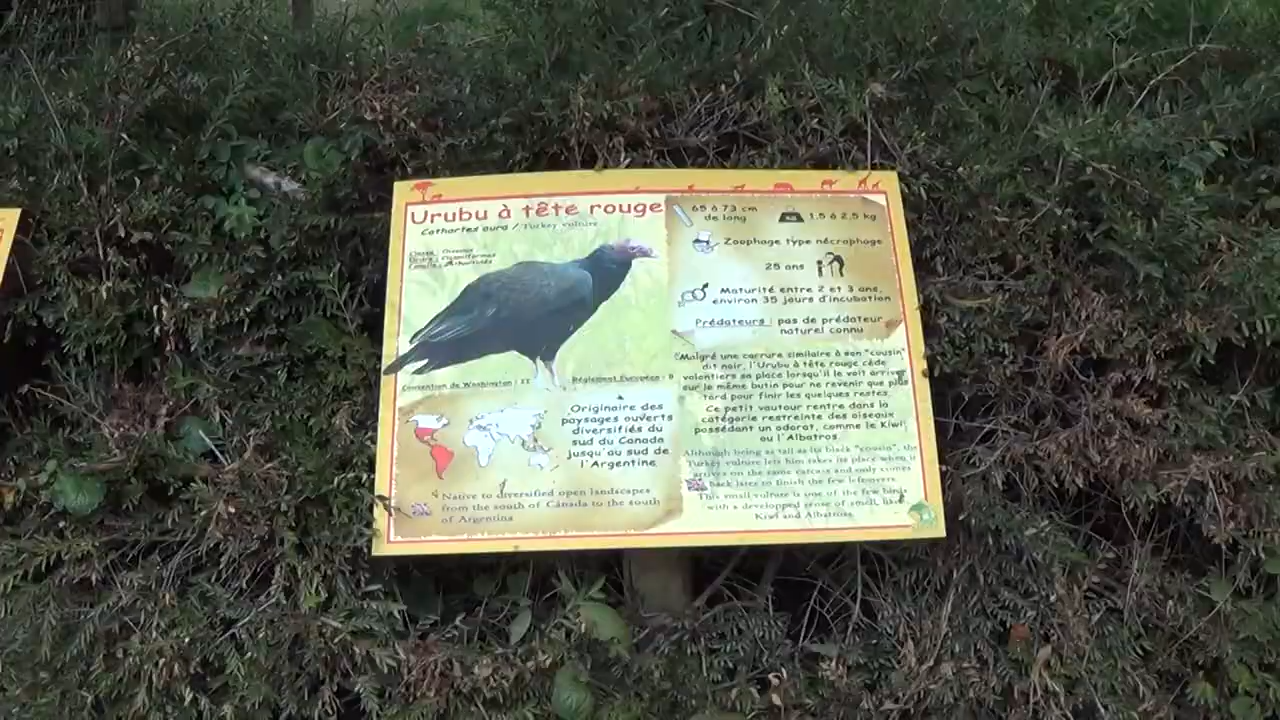 Urubu à tête rouge
Cathartes aura / Turkey vulture
Classe : Oiseaux
Ordre : Ciconiiformes
Famille : Cathartidés
Convention de Washington : II
Règlement Européen : B
Originaire des
paysages ouverts
diversifiés du
sud du Canada
jusqu'au sud de
l'Argentine
Native to diversified open landscapes
from the south of Canada to the south
of Argentina
65 à 73 cm
de long
1,5 à 2,5 kg
Zoophage type nécrophage
25 ans
Maturité entre 2 et 3 ans,
environ 35 jours d'incubation
Prédateurs : pas de prédateur
naturel connu
Malgré une carrure similaire à son "cousin"
dit noir, l'Urubu à tête rouge cède
volontiers sa place lorsqu'il le voit arriver
sur le même butin pour ne revenir que plus
tard pour finir les quelques restes.
Ce petit vautour rentre dans la
catégorie restreinte des oiseaux
possédant un odorat, comme le Kiwi
ou l'Albatros.
Although being as tall as its black "cousin", the
Turkey vulture lets him takes its place when it
arrives on the same carcass and only comes
back later to finish the few leftovers.
This small vulture is one of the few birds
with a developped sense of smell, like
Kiwi and Albatross.